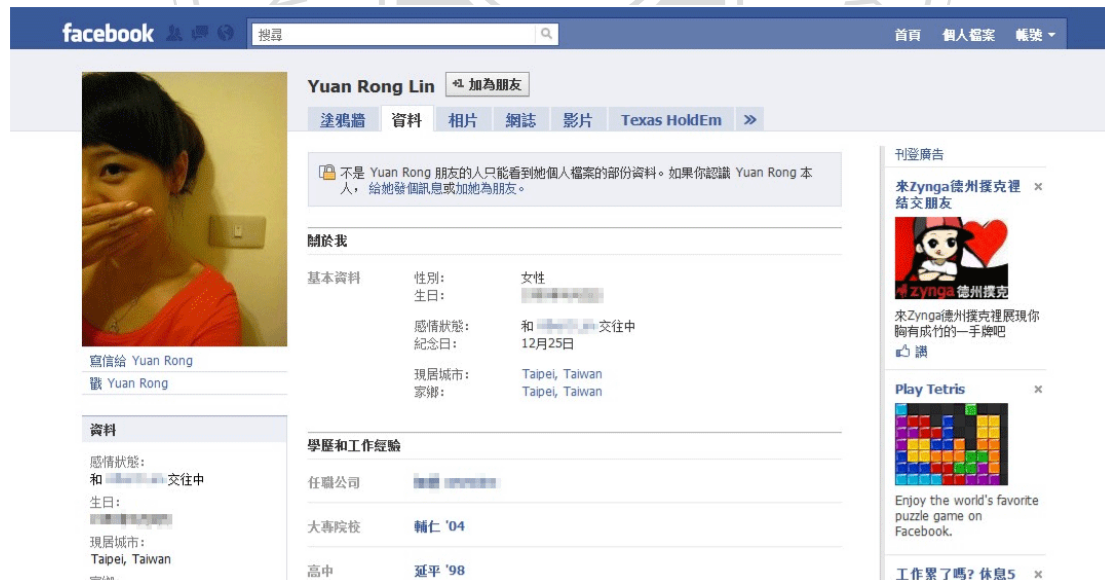 facebook
搜尋
首頁 個人檔案 帳號
Yuan Rong Lin
+1 加為朋友
塗鴉牆 資料 相片 網誌 影片 Texas HoldEm »
不是 Yuan Rong 朋友的人只能看到她個人檔案的部份資料。如果你認識 Yuan Rong 本
人，給她發個訊息或加她為朋友。
關於我
基本資料
性別: 女性
生日:
感情狀態: 和 交往中
紀念日: 12月25日
現居城市: Taipei, Taiwan
家鄉: Taipei, Taiwan
學歷和工作經驗
任職公司
大專院校 輔仁 '04
高中 延平 '98
寫信給 Yuan Rong
戳 Yuan Rong
資料
感情狀態:
和 交往中
生日:
現居城市:
Taipei, Taiwan
家鄉:
刊登廣告
來Zynga德州撲克裡 ×
結交朋友
zynga 德州撲克
來Zynga德州撲克裡展現你
胸有成竹的一手牌吧
讚
Play Tetris ×
Enjoy the world's favorite
puzzle game on
Facebook.
工作累了嗎? 休息5 ×